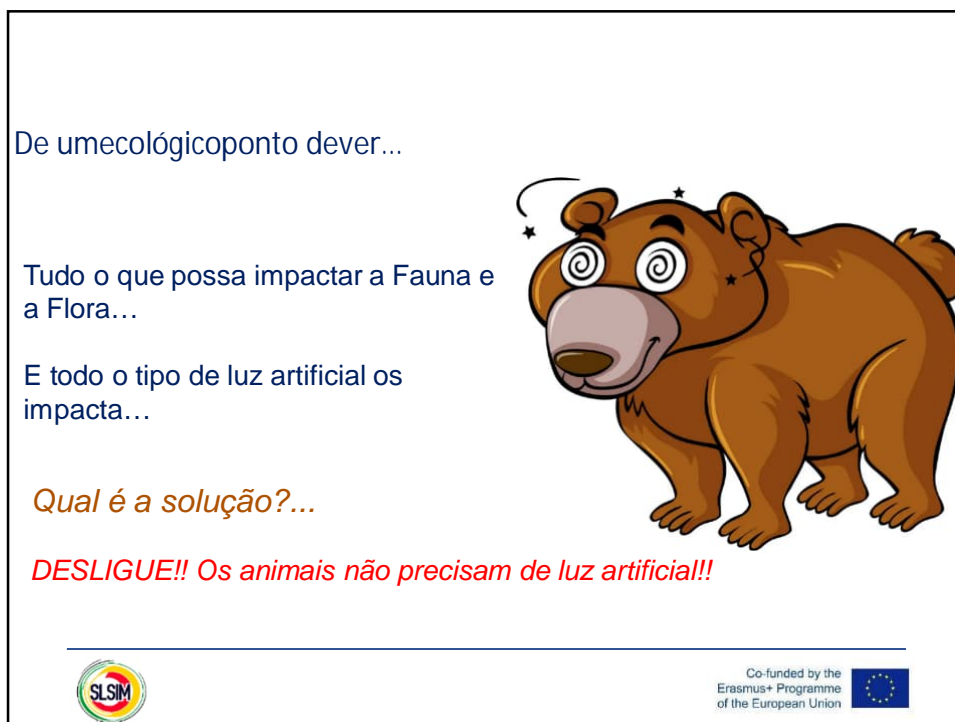 De umecológicoponto dever...
Tudo o que possa impactar a Fauna e
a Flora…
E todo o tipo de luz artificial os
impacta…
Qual é a solução?...
DESLIGUE!! Os animais não precisam de luz artificial!!
SLSIM
Co-funded by the
Erasmus+ Programme
of the European Union